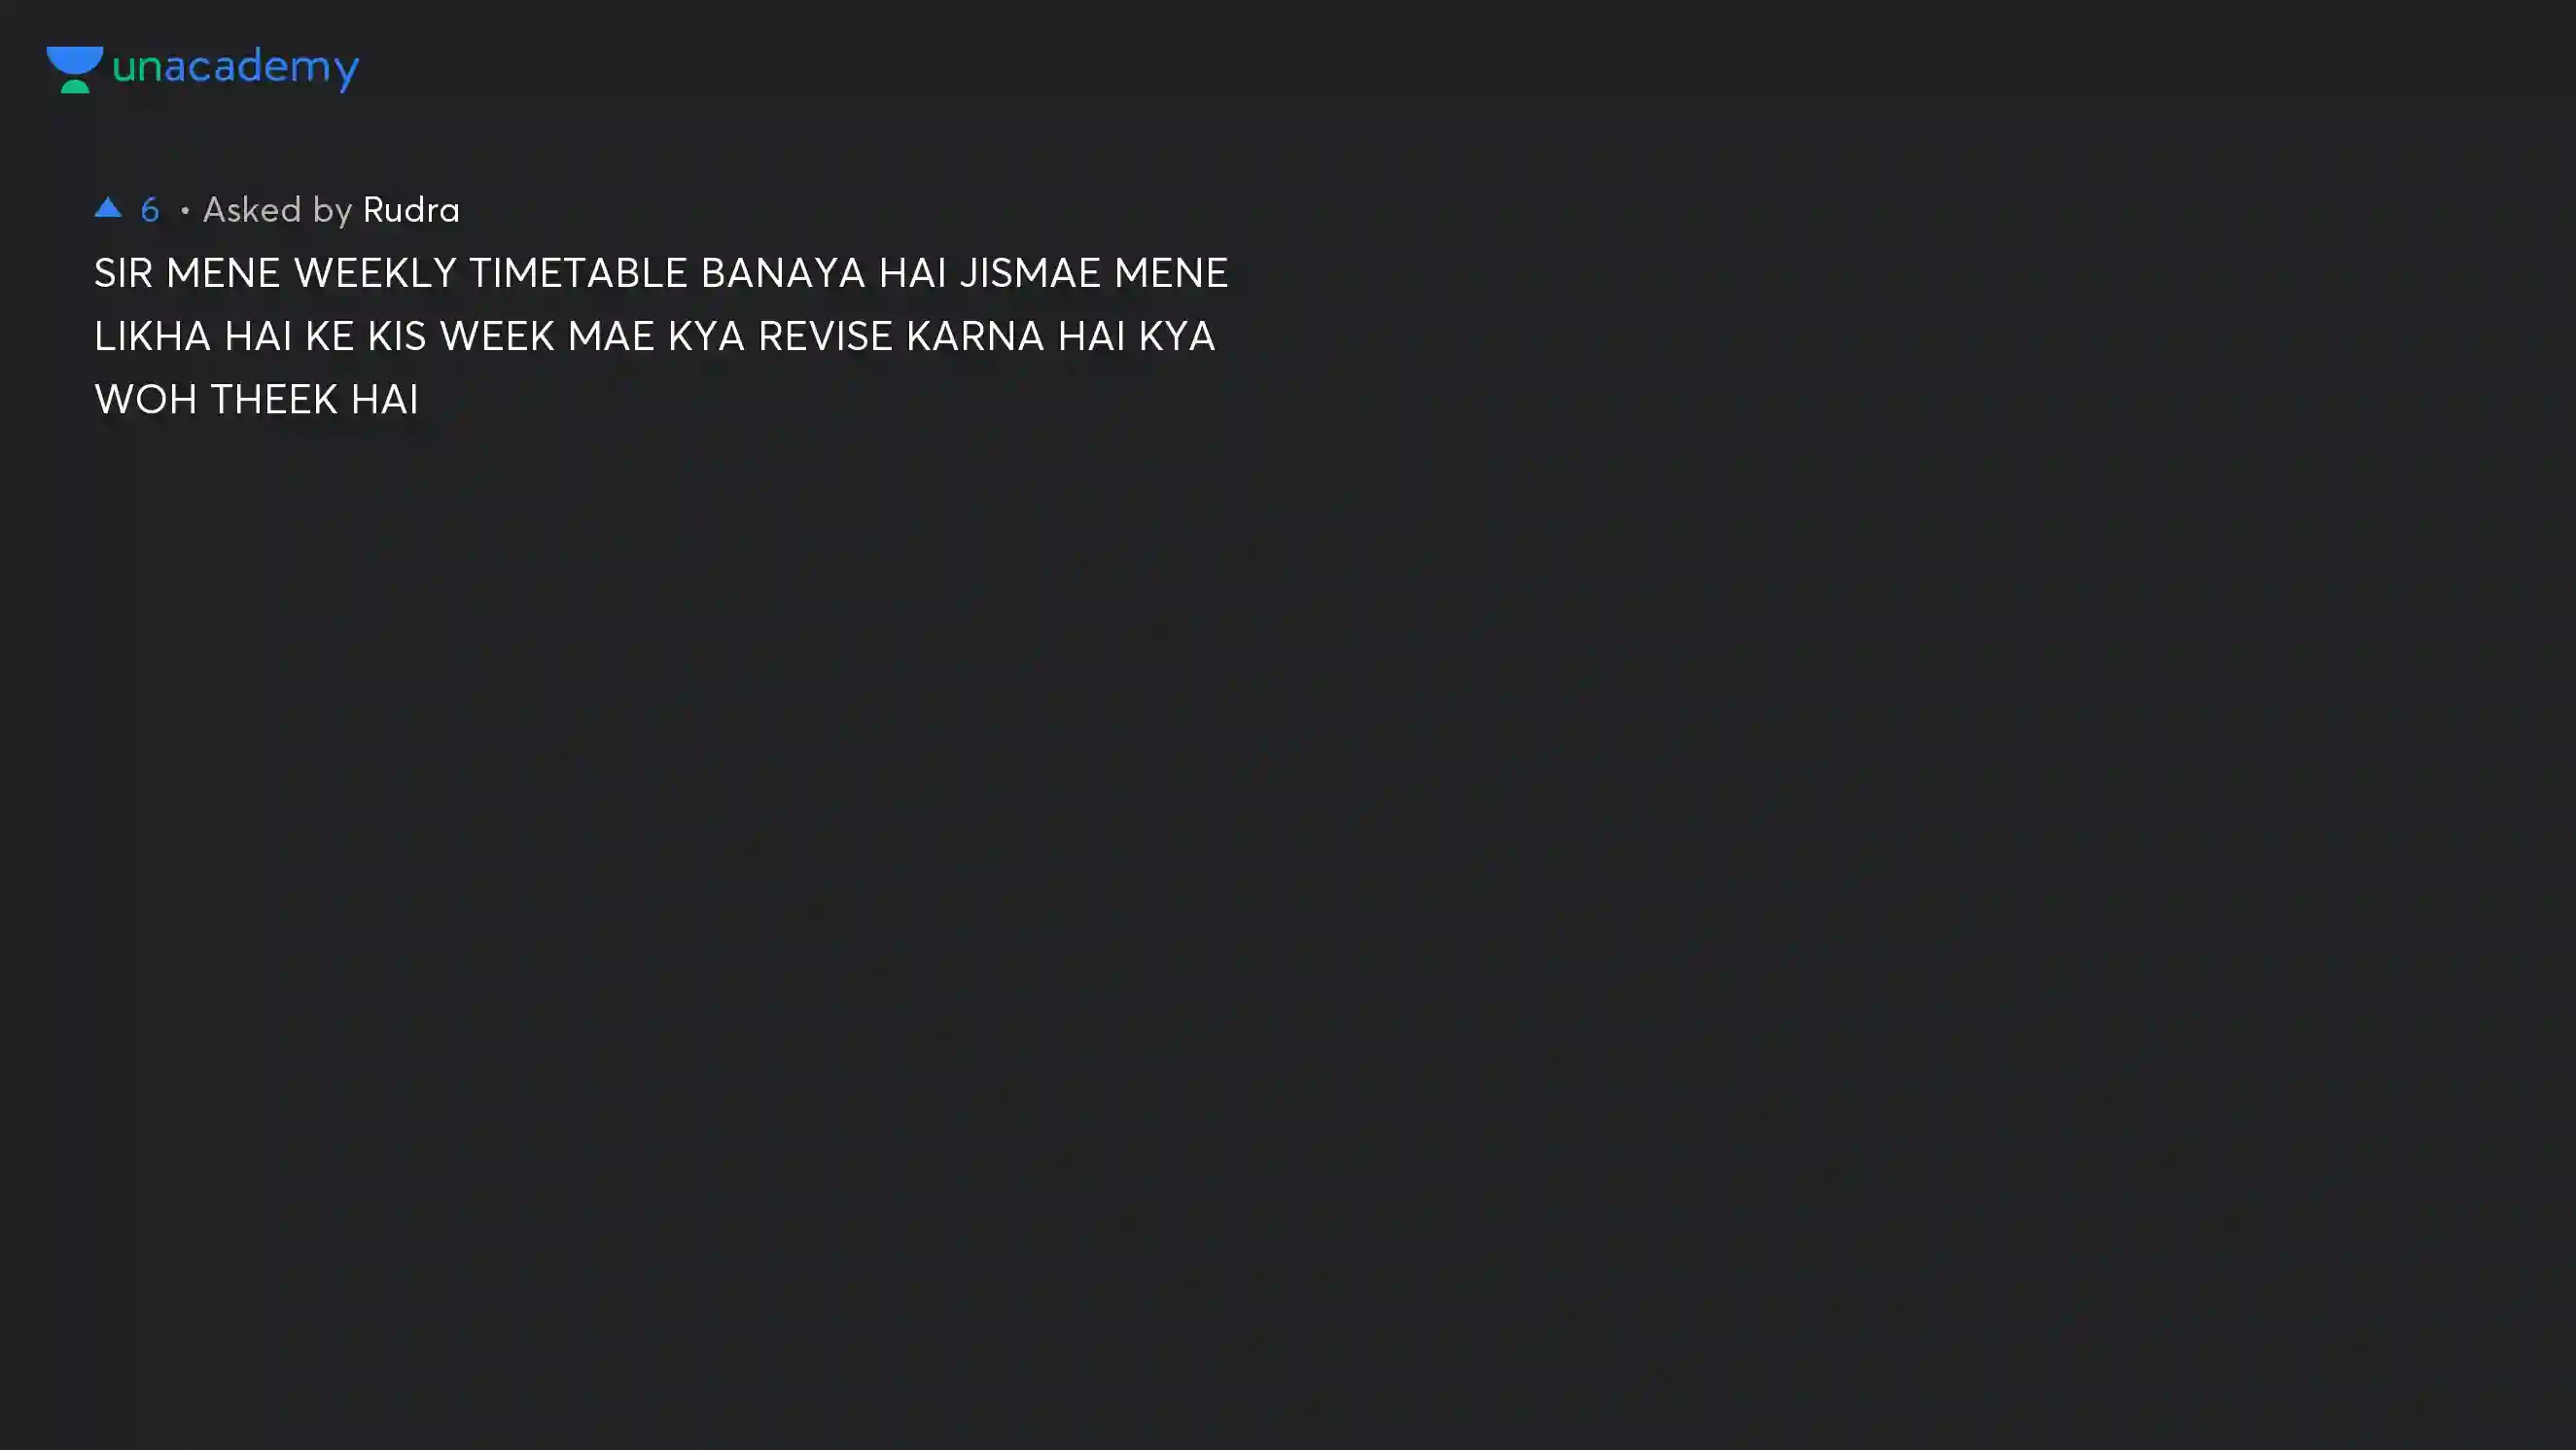 unacademy
▲ 6 • Asked by Rudra
SIR MENE WEEKLY TIMETABLE BANAYA HAI JISMAE MENE
LIKHA HAI KE KIS WEEK MAE KYA REVISE KARNA HAI KYA
WOH THEEK HAI